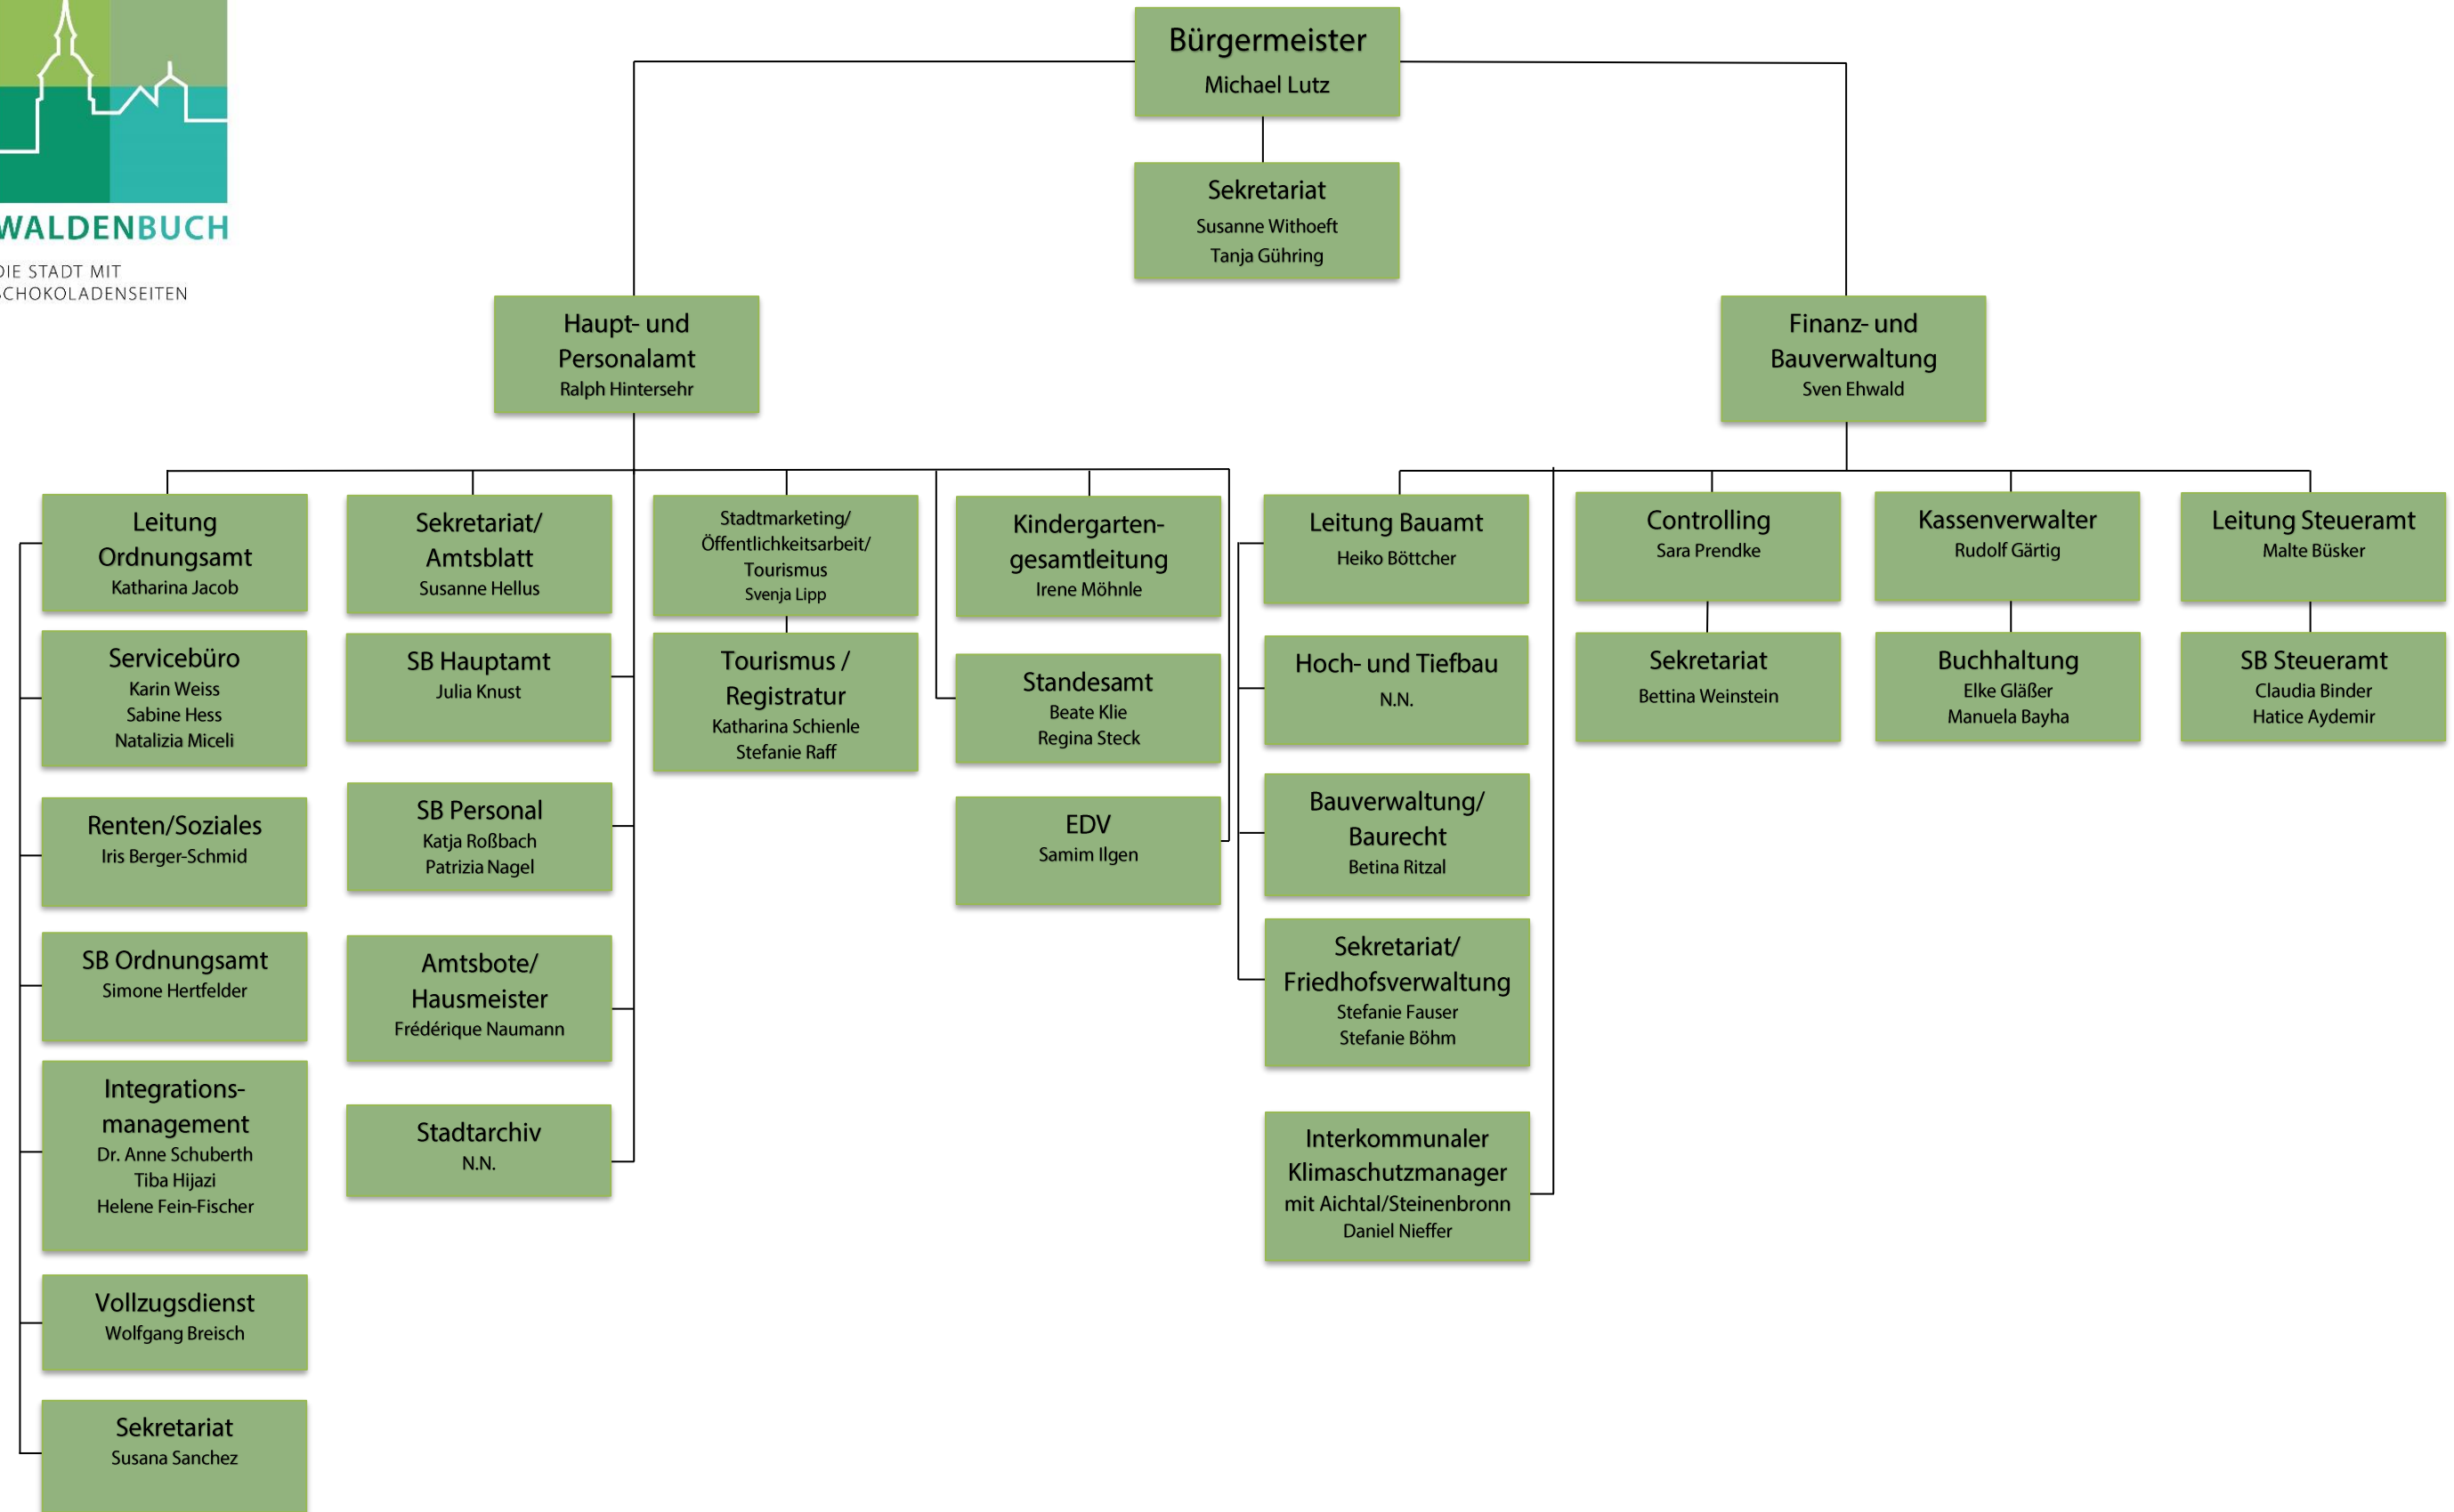 WALDENBUCH
DIE STADT MIT
SCHOKOLADENSEITEN
Bürgermeister
Michael Lutz
Sekretariat
Susanne Withoeft
Tanja Gühring
Haupt- und
Personalamt
Ralph Hintersehr
Finanz- und
Bauverwaltung
Sven Ehwald
Leitung
Ordnungsamt
Katharina Jacob
Servicebüro
Karin Weiss
Sabine Hess
Natalizia Miceli
Renten/Soziales
Iris Berger-Schmid
SB Ordnungsamt
Simone Hertfelder
Integrations-
management
Dr. Anne Schuberth
Tiba Hijazi
Helene Fein-Fischer
Vollzugsdienst
Wolfgang Breisch
Sekretariat
Susana Sanchez
Sekretariat/
Amtsblatt
Susanne Hellus
SB Hauptamt
Julia Knust
SB Personal
Katja Roßbach
Patrizia Nagel
Amtsbote/
Hausmeister
Frédérique Naumann
Stadtarchiv
N.N.
Stadtmarketing/
Öffentlichkeitsarbeit/
Tourismus
Svenja Lipp
Tourismus /
Registratur
Katharina Schienle
Stefanie Raff
Kindergarten-
gesamtleitung
Irene Möhnle
Standesamt
Beate Klie
Regina Steck
EDV
Samim Ilgen
Leitung Bauamt
Heiko Böttcher
Hoch- und Tiefbau
N.N.
Bauverwaltung/
Baurecht
Betina Ritzal
Sekretariat/
Friedhofsverwaltung
Stefanie Fauser
Stefanie Böhm
Interkommunaler
Klimaschutzmanager
mit Aichtal/Steinenbronn
Daniel Nieffer
Controlling
Sara Prendke
Sekretariat
Bettina Weinstein
Kassenverwalter
Rudolf Gärtig
Buchhaltung
Elke Gläßer
Manuela Bayha
Leitung Steueramt
Malte Büsker
SB Steueramt
Claudia Binder
Hatice Aydemir